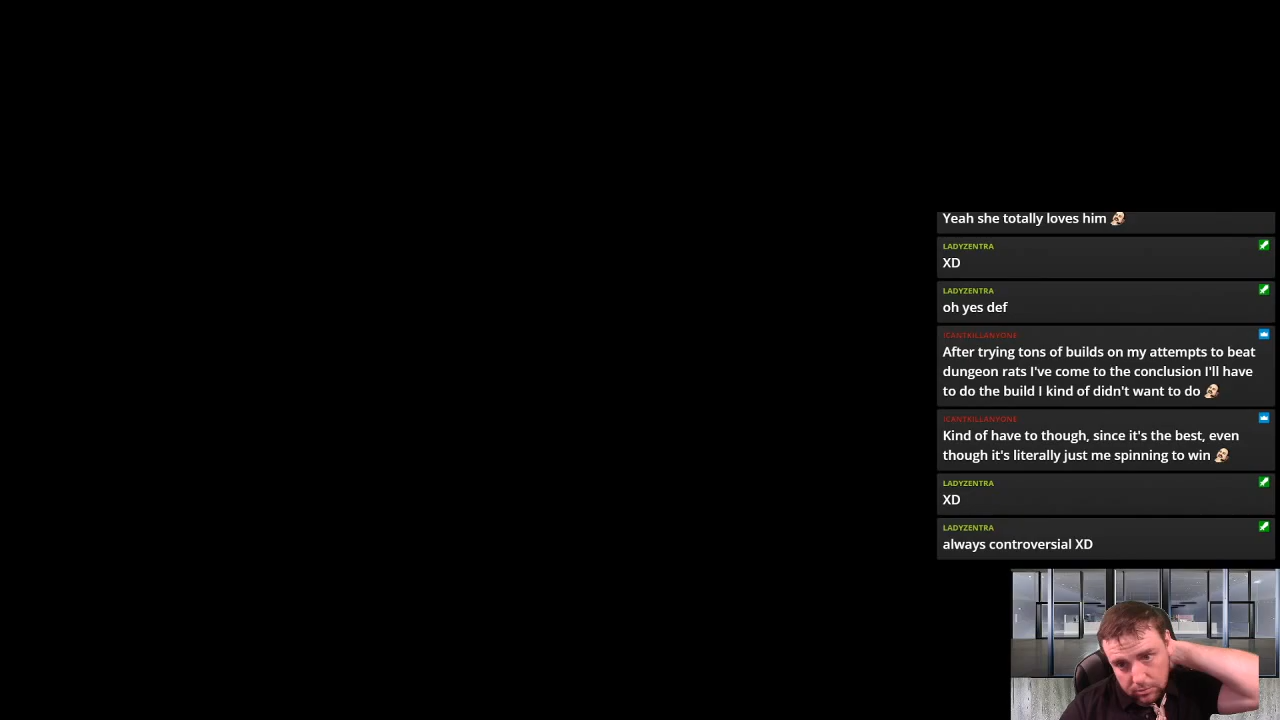 Yeah she totally loves him
LADYZENTRA
XD
LADYZENTRA
oh yes def
ICANTKILLANYONE
After trying tons of builds on my attempts to beat
dungeon rats I've come to the conclusion I'll have
to do the build I kind of didn't want to do
ICANTKILLANYONE
Kind of have to though, since it's the best, even
though it's literally just me spinning to win
LADYZENTRA
XD
LADYZENTRA
always controversial XD